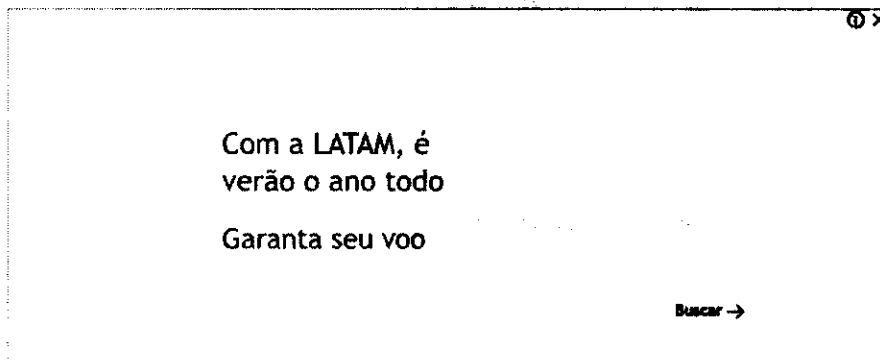 Com a LATAM, é
verão o ano todo
Garanta seu voo
Buscar →